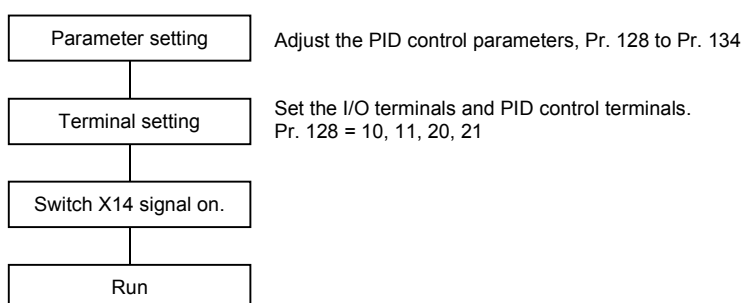 Parameter setting
Adjust the PID control parameters, Pr. 128 to Pr. 134
Terminal setting
Set the I/O terminals and PID control terminals.
Pr. 128 = 10, 11, 20, 21
Switch X14 signal on.
Run